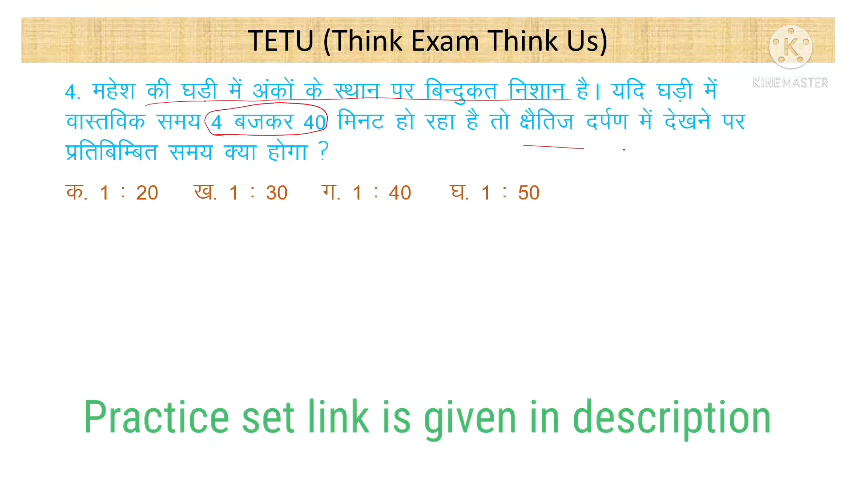 TETU (Think Exam Think Us)
K
KINEMASTER
4. महेश की घड़ी में अंकों के स्थान पर बिन्दुकत निशान है। यदि घड़ी में
वास्तविक समय 4 बजकर 40 मिनट हो रहा है तो क्षैतिज दर्पण में देखने पर
प्रतिबिम्बित समय क्या होगा ?
क. 1 : 20 ख. 1 : 30 ग. 1 : 40 घ. 1 : 50
Practice set link is given in description